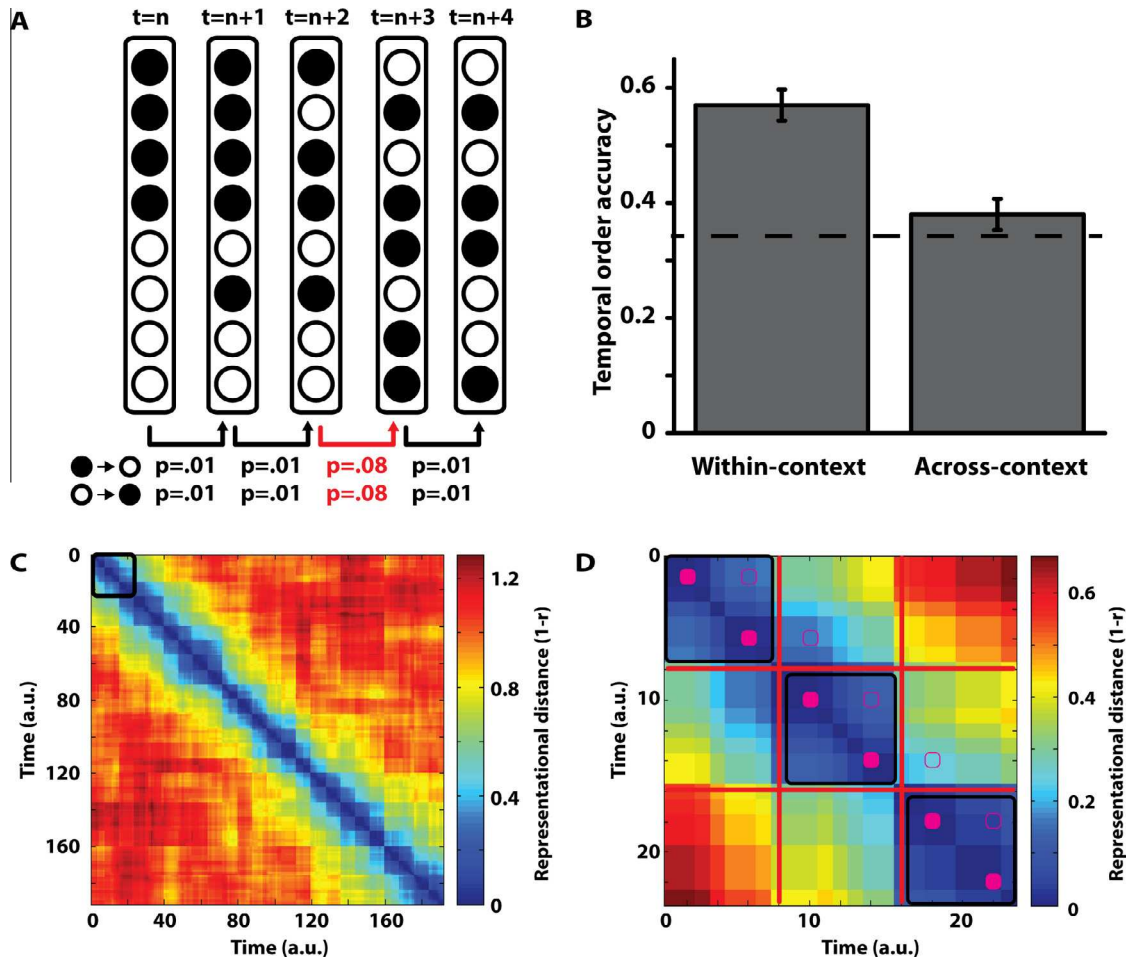 A
t=n t=n+1 t=n+2 t=n+3 t=n+4
p=.01 p=.01 p=.08 p=.01
p=.01 p=.01 p=.08 p=.01
B
Temporal order accuracy
0.6
0.4
0.2
0
Within-context Across-context
C
Time (a.u.)
0
40
80
120
160
0 40 80 120 160
Time (a.u.)
1.2
0.8
0.4
0
Representational distance (1-r)
D
Time (a.u.)
0
10
20
0 10 20
Time (a.u.)
0.6
0.4
0.2
0
Representational distance (1-r)